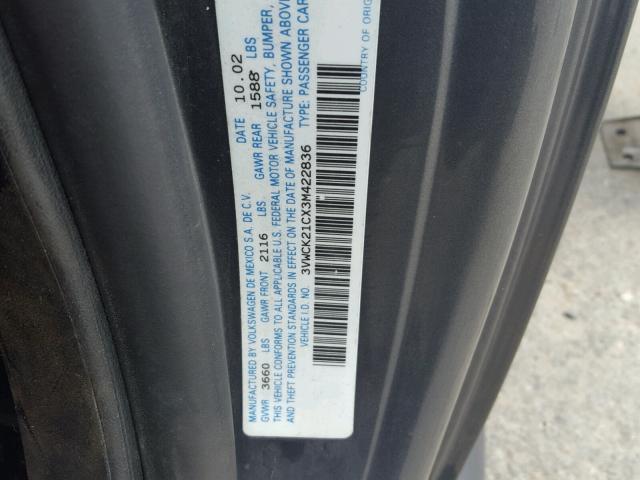 MANUFACTURED BY VOLKSWAGEN DE MEXICO S.A. DE C.V. DATE 10.02
GVWR 3660 LBS GAWR FRONT 2116 LBS GAWR REAR 1588 LBS
THIS VEHICLE CONFORMS TO ALL APPLICABLE U.S. FEDERAL MOTOR VEHICLE SAFETY, BUMPER,
AND THEFT PREVENTION STANDARDS IN EFFECT ON THE DATE OF MANUFACTURE SHOWN ABOVE
VEHICLE I.D. NO. 3VWCK21CX3M422836 TYPE: PASSENGER CAR
COUNTRY OF ORIG